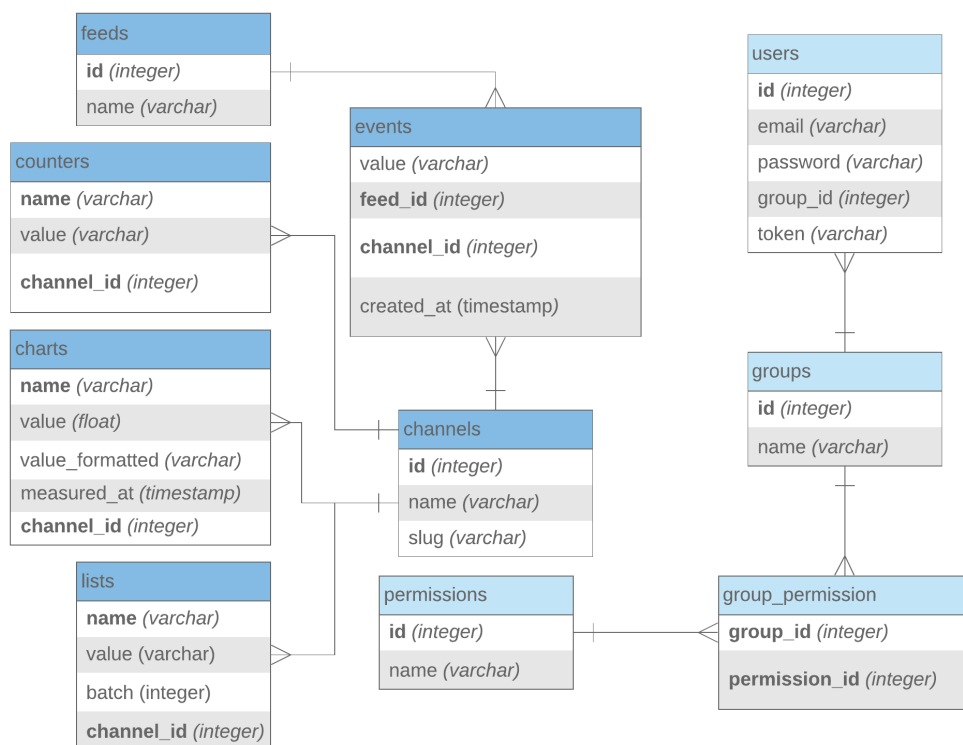 feeds
id (integer)
name (varchar)
counters
name (varchar)
value (varchar)
channel_id (integer)
charts
name (varchar)
value (float)
value_formatted (varchar)
measured_at (timestamp)
channel_id (integer)
lists
name (varchar)
value (varchar)
batch (integer)
channel_id (integer)
events
value (varchar)
feed_id (integer)
channel_id (integer)
created_at (timestamp)
channels
id (integer)
name (varchar)
slug (varchar)
permissions
id (integer)
name (varchar)
users
id (integer)
email (varchar)
password (varchar)
group_id (integer)
token (varchar)
groups
id (integer)
name (varchar)
group_permission
group_id (integer)
permission_id (integer)